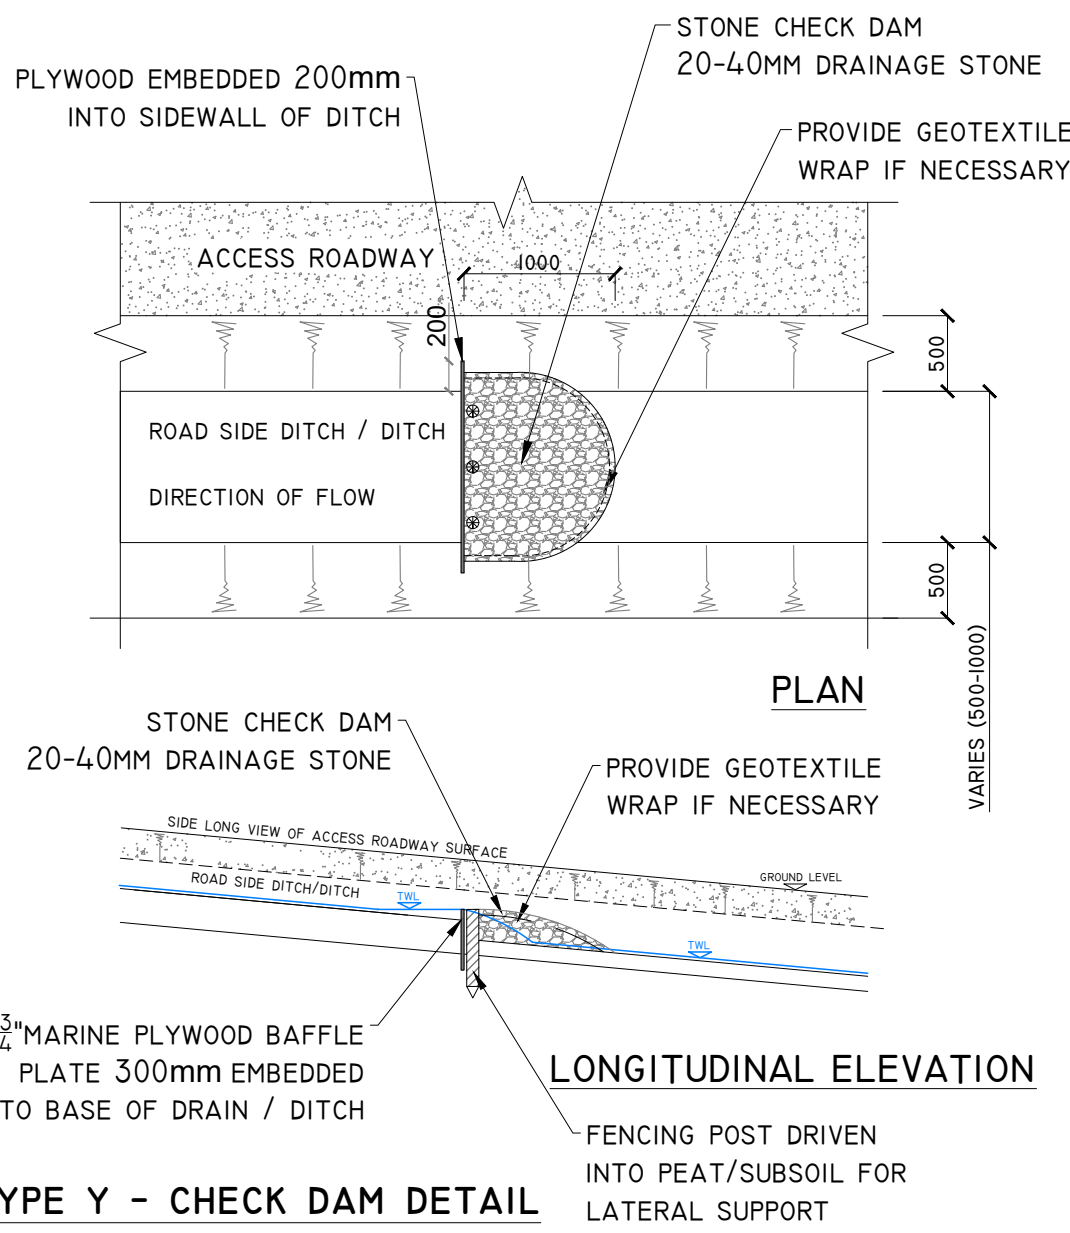 STONE CHECK DAM
20-40MM DRAINAGE STONE
PLYWOOD EMBEDDED 200mm
INTO SIDEWALL OF DITCH
PROVIDE GEOTEXTILE
WRAP IF NECESSARY
ACCESS ROADWAY
1000
200
500
ROAD SIDE DITCH / DITCH
DIRECTION OF FLOW
500
VARIES (500-1000)
PLAN
STONE CHECK DAM
20-40MM DRAINAGE STONE
PROVIDE GEOTEXTILE
WRAP IF NECESSARY
SIDE LONG VIEW OF ACCESS ROADWAY SURFACE
GROUND LEVEL
ROAD SIDE DITCH/DITCH
TWL
TWL
3/4"MARINE PLYWOOD BAFFLE
PLATE 300mm EMBEDDED
TO BASE OF DRAIN / DITCH
LONGITUDINAL ELEVATION
FENCING POST DRIVEN
INTO PEAT/SUBSOIL FOR
LATERAL SUPPORT
YPE Y - CHECK DAM DETAIL